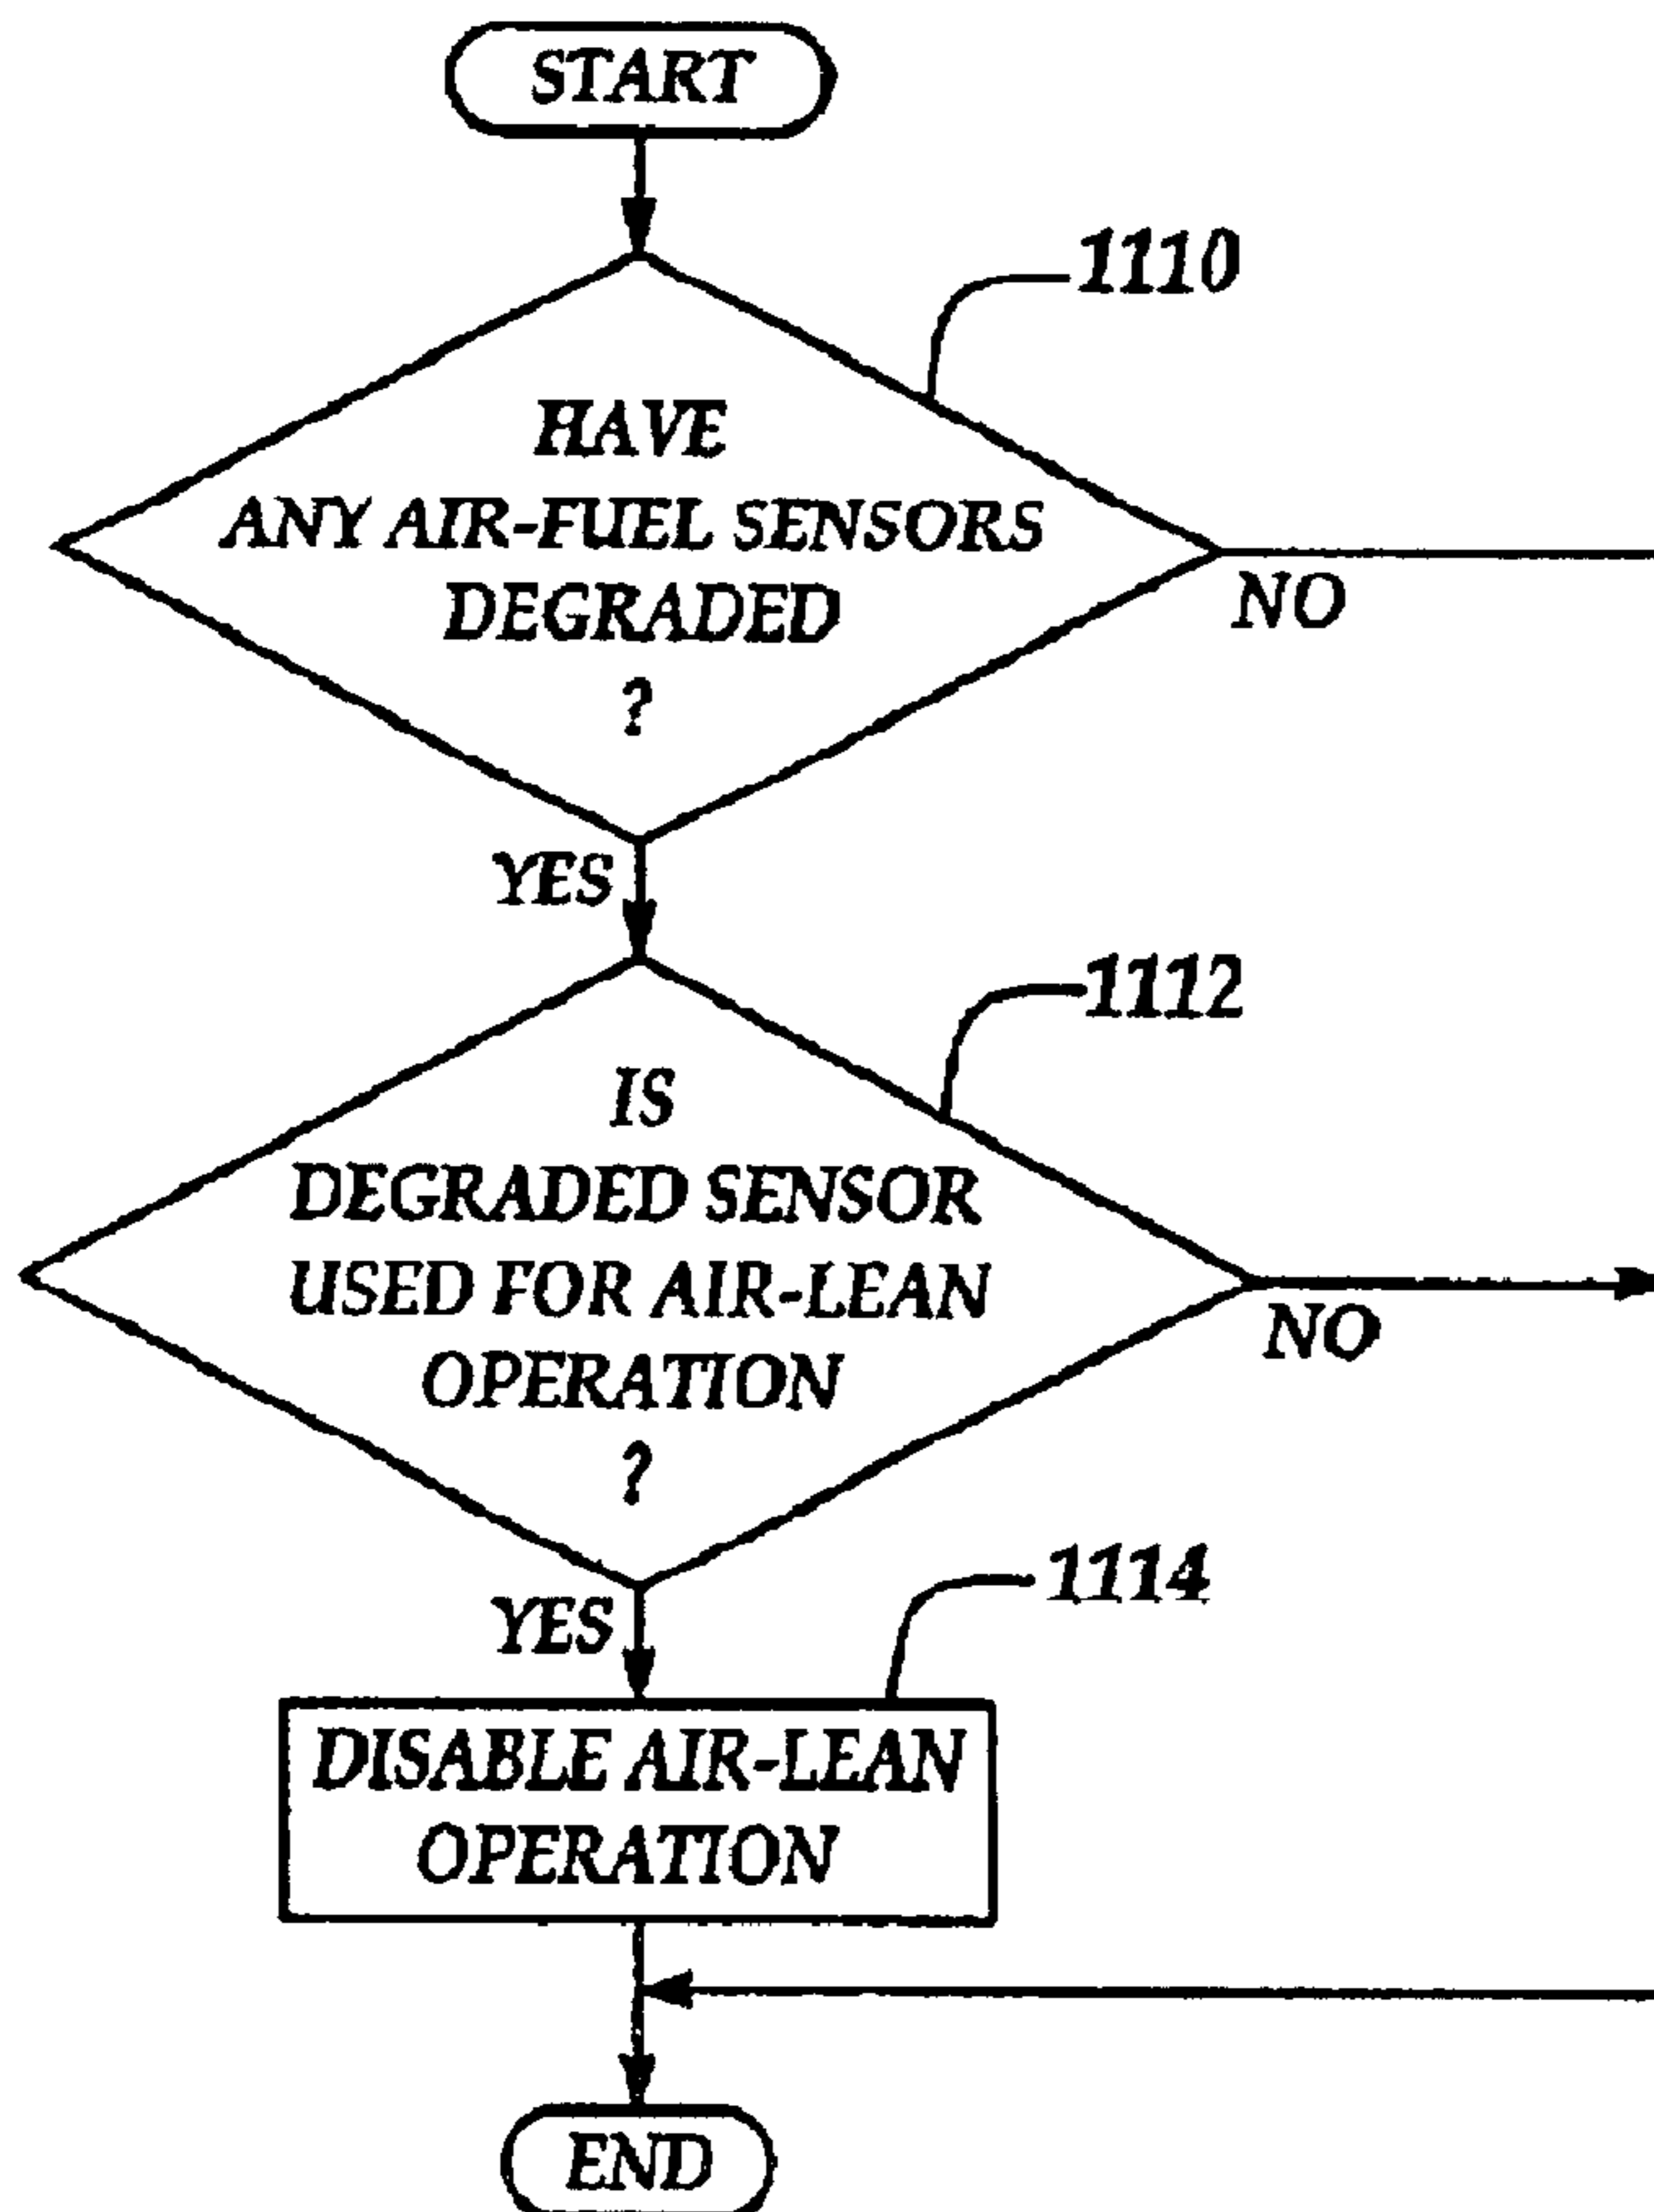 START
1110
HAVE
ANY AIR-FUEL SENSORS
DEGRADED
?
NO
YES
1112
IS
DEGRADED SENSOR
USED FOR AIR-LEAN
OPERATION
?
NO
YES
1114
DISABLE AIR-LEAN
OPERATION
END